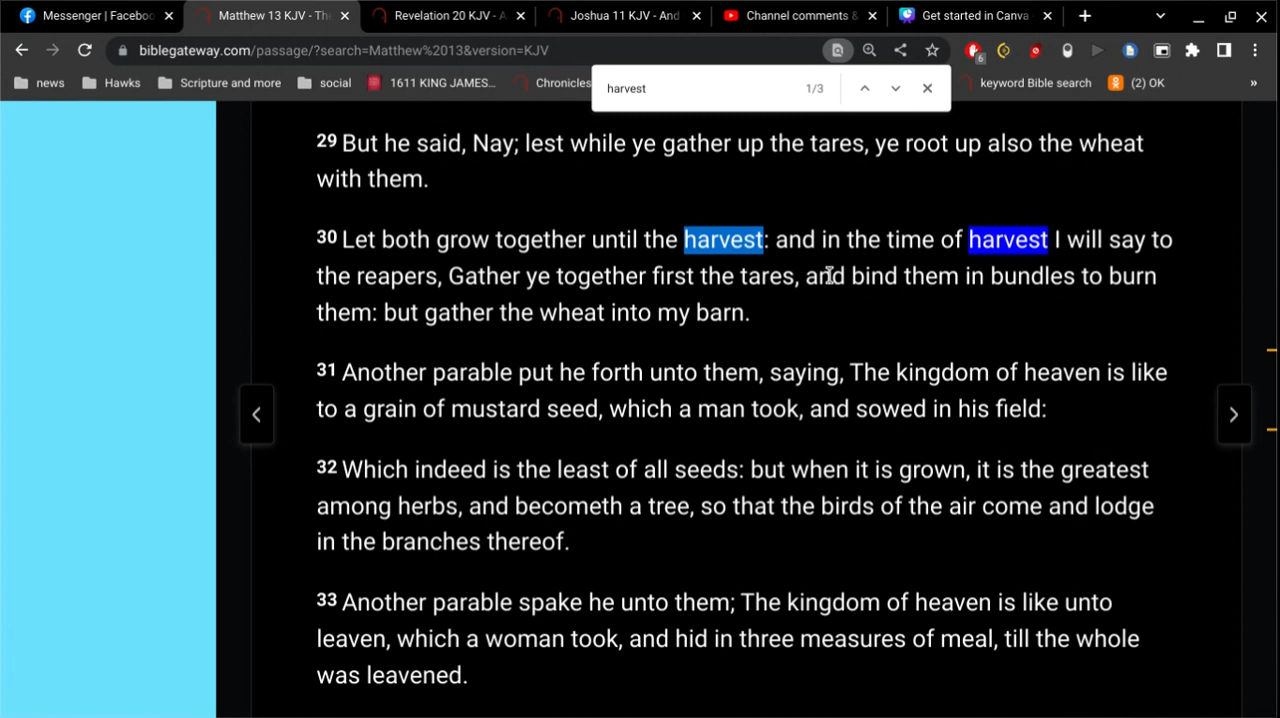 Messenger | Faceboo
Matthew 13 KJV - The
Revelation 20 KJV - A
Joshua 11 KJV - And
Channel comments &
Get started in Canva
biblegateway.com/passage/?search=Matthew%2013&version=KJV
6
news
Hawks
Scripture and more
social
1611 KING JAMES...
Chronicles
keyword Bible search
(2) OK
»
harvest
1/3
29 But he said, Nay; lest while ye gather up the tares, ye root up also the wheat
with them.
30 Let both grow together until the harvest: and in the time of harvest I will say to
the reapers, Gather ye together first the tares, and bind them in bundles to burn
them: but gather the wheat into my barn.
31 Another parable put he forth unto them, saying, The kingdom of heaven is like
to a grain of mustard seed, which a man took, and sowed in his field:
32 Which indeed is the least of all seeds: but when it is grown, it is the greatest
among herbs, and becometh a tree, so that the birds of the air come and lodge
in the branches thereof.
33 Another parable spake he unto them; The kingdom of heaven is like unto
leaven, which a woman took, and hid in three measures of meal, till the whole
was leavened.